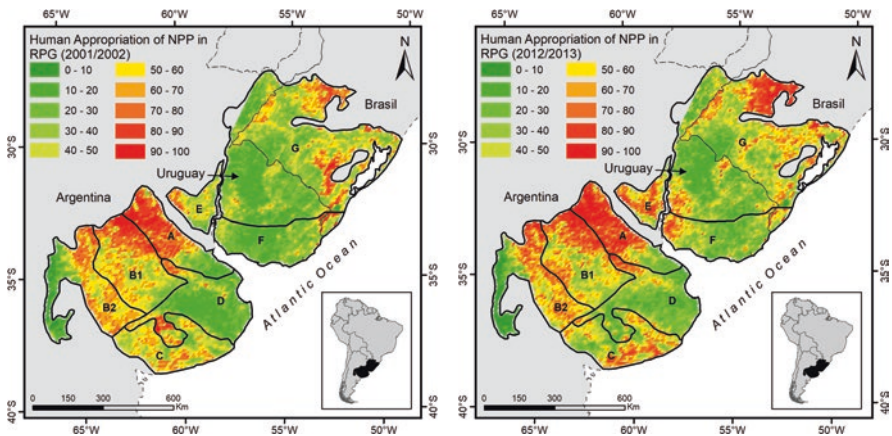 65°W 60°W 55°W 50°W
Human Appropriation of NPP in
RPG (2001/2002)
0 - 10 50 - 60
10 - 20 60 - 70
20 - 30 70 - 80
30 - 40 80 - 90
40 - 50 90 - 100
N
Brasil
30°S
G
Uruguay
Argentina
E
A
F
35°S
B1
D
B2
Atlantic Ocean
C
0 150 300 600
Km
40°S 40°S
65°W 60°W 55°W 50°W
65°W 60°W 55°W 50°W
Human Appropriation of NPP in
RPG (2012/2013)
0 - 10 50 - 60
10 - 20 60 - 70
20 - 30 70 - 80
30 - 40 80 - 90
40 - 50 90 - 100
N
Brasil
30°S
G
Uruguay
Argentina
E
A
F
35°S
B1
D
B2
Atlantic Ocean
C
0 150 300 600
Km
40°S 40°S
65°W 60°W 55°W 50°W